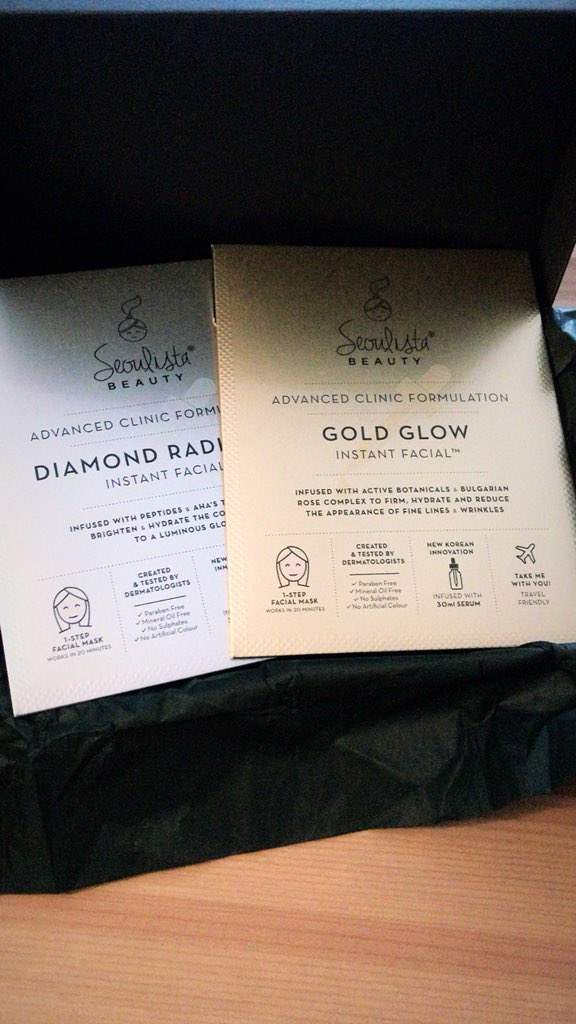 Seoulista®
BEAUTY
ADVANCED CLINIC FORMU
DIAMOND RADI
INSTANT FACIAL
INFUSED WITH PEPTIDES & AHA'S T
BRIGHTEN & HYDRATE THE CO
TO A LUMINOUS GLO
1-STEP
FACIAL MASK
WORKS IN 20 MINUTES
CREATED
& TESTED BY
DERMATOLOGISTS
✓ Paraben Free
✓ Mineral Oil Free
✓ No Sulphates
✓ No Artificial Colour
NEW
INN
Seoulista®
BEAUTY
ADVANCED CLINIC FORMULATION
GOLD GLOW
INSTANT FACIAL™
INFUSED WITH ACTIVE BOTANICALS & BULGARIAN
ROSE COMPLEX TO FIRM, HYDRATE AND REDUCE
THE APPEARANCE OF FINE LINES & WRINKLES
1-STEP
FACIAL MASK
WORKS IN 20 MINUTES
CREATED
& TESTED BY
DERMATOLOGISTS
✓ Paraben Free
✓ Mineral Oil Free
✓ No Sulphates
✓ No Artificial Colour
NEW KOREAN
INNOVATION
INFUSED WITH
30ml SERUM
TAKE ME
WITH YOU!
TRAVEL
FRIENDLY